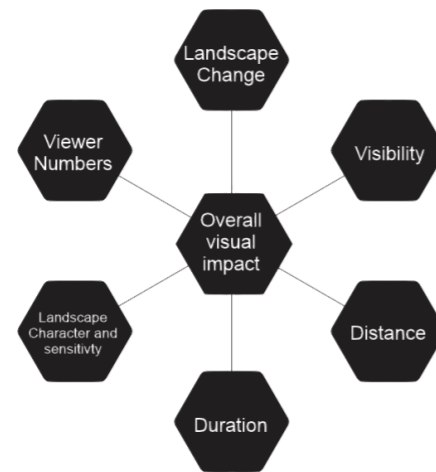 Landscape
Change
Viewer
Numbers
Visibility
Overall
visual
impact
Landscape
Character and
sensitivty
Distance
Duration